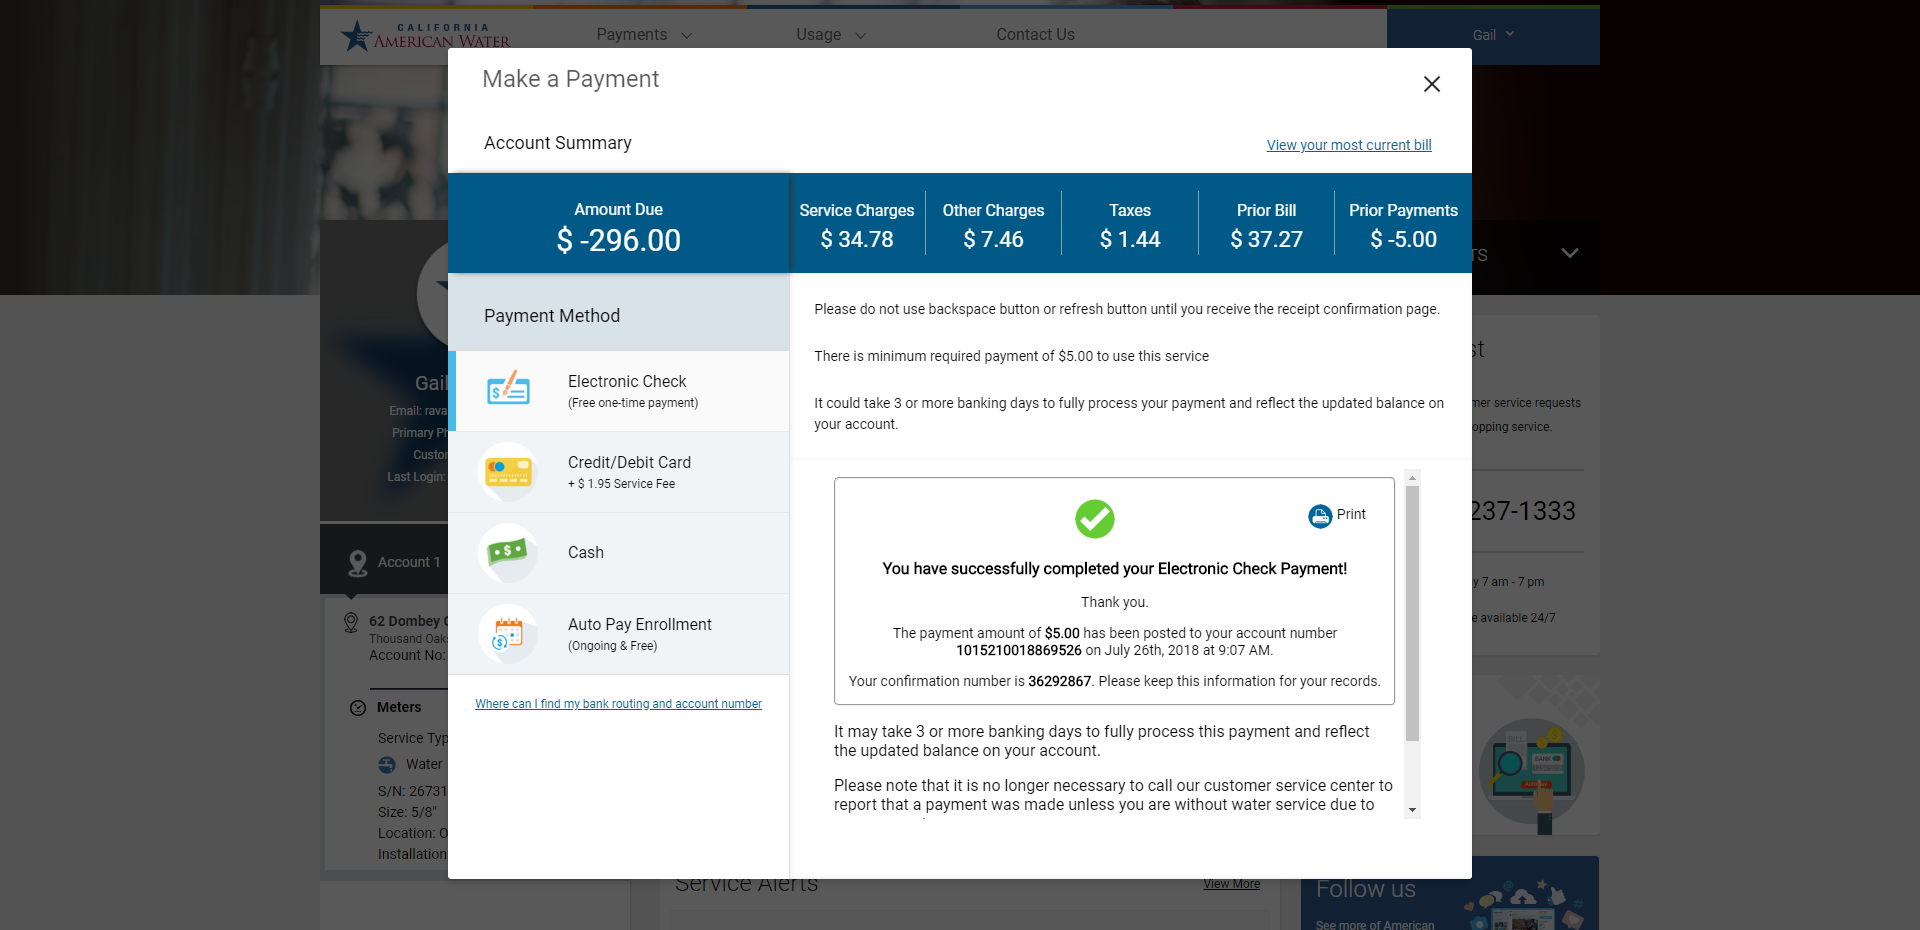 CALIFORNIA
AMERICAN WATER
Payments
Usage
Contact Us
Gail
Make a Payment
Account Summary
View your most current bill
Amount Due
$ -296.00
Service Charges
$ 34.78
Other Charges
$ 7.46
Taxes
$ 1.44
Prior Bill
$ 37.27
Prior Payments
$ -5.00
TS
Payment Method
Electronic Check
(Free one-time payment)
Credit/Debit Card
+ $ 1.95 Service Fee
Cash
Auto Pay Enrollment
(Ongoing & Free)
Where can I find my bank routing and account number
Please do not use backspace button or refresh button until you receive the receipt confirmation page.
There is minimum required payment of $5.00 to use this service
It could take 3 or more banking days to fully process your payment and reflect the updated balance on
your account.
Print
You have successfully completed your Electronic Check Payment!
Thank you.
The payment amount of $5.00 has been posted to your account number
1015210018869526 on July 26th, 2018 at 9:07 AM.
Your confirmation number is 36292867. Please keep this information for your records.
It may take 3 or more banking days to fully process this payment and reflect
the updated balance on your account.
Please note that it is no longer necessary to call our customer service center to
report that a payment was made unless you are without water service due to
Gail
Email: rava
Primary Ph
Custor
Last Login:
Account 1
62 Dombey C
Thousand Oak
Account No:
Meters
Service Typ
Water
S/N: 26731
Size: 5/8"
Location: O
Installation
st
mer service requests
opping service.
237-1333
y 7 am - 7 pm
e available 24/7
BILL
BANK
Service Alerts
View More
Follow us
See more of American